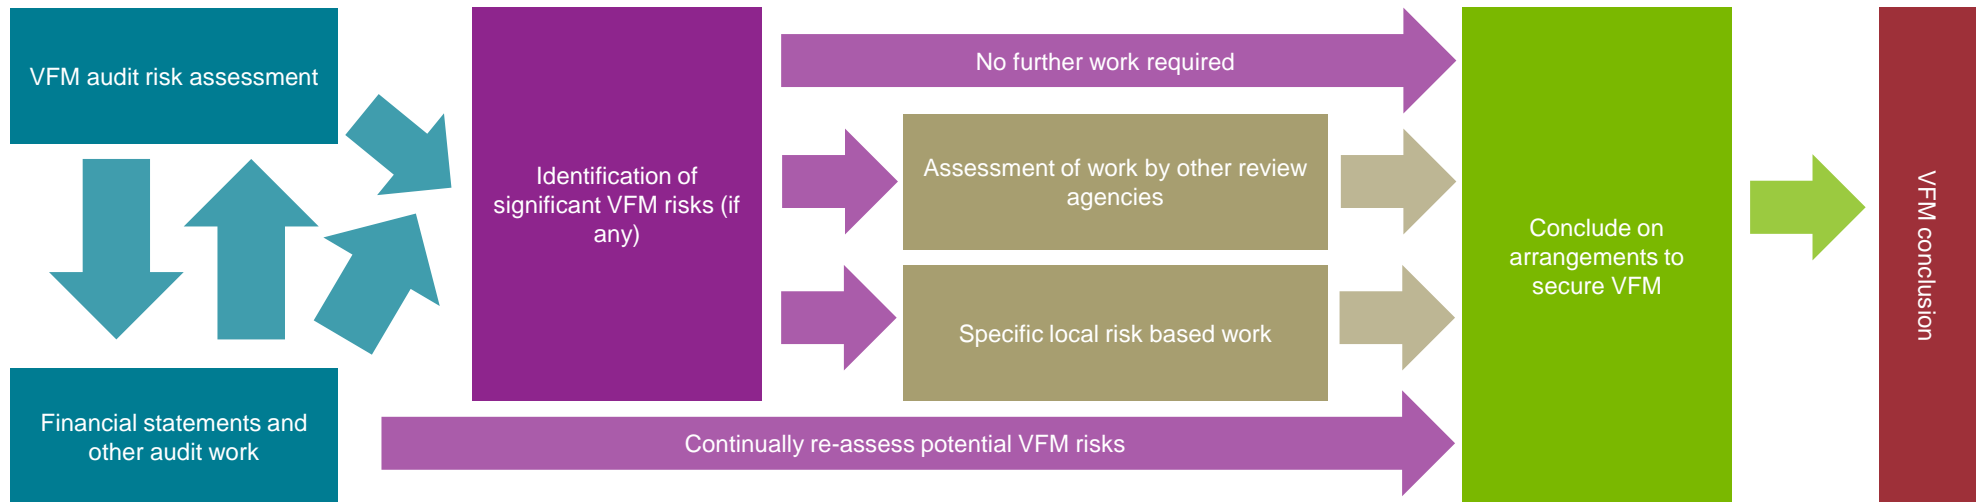 VFM audit risk assessment
Financial statements and
other audit work
Identification of
significant VFM risks (if
any)
No further work required
Assessment of work by other review
agencies
Specific local risk based work
Continually re-assess potential VFM risks
Conclude on
arrangements to
secure VFM
VFM conclusion